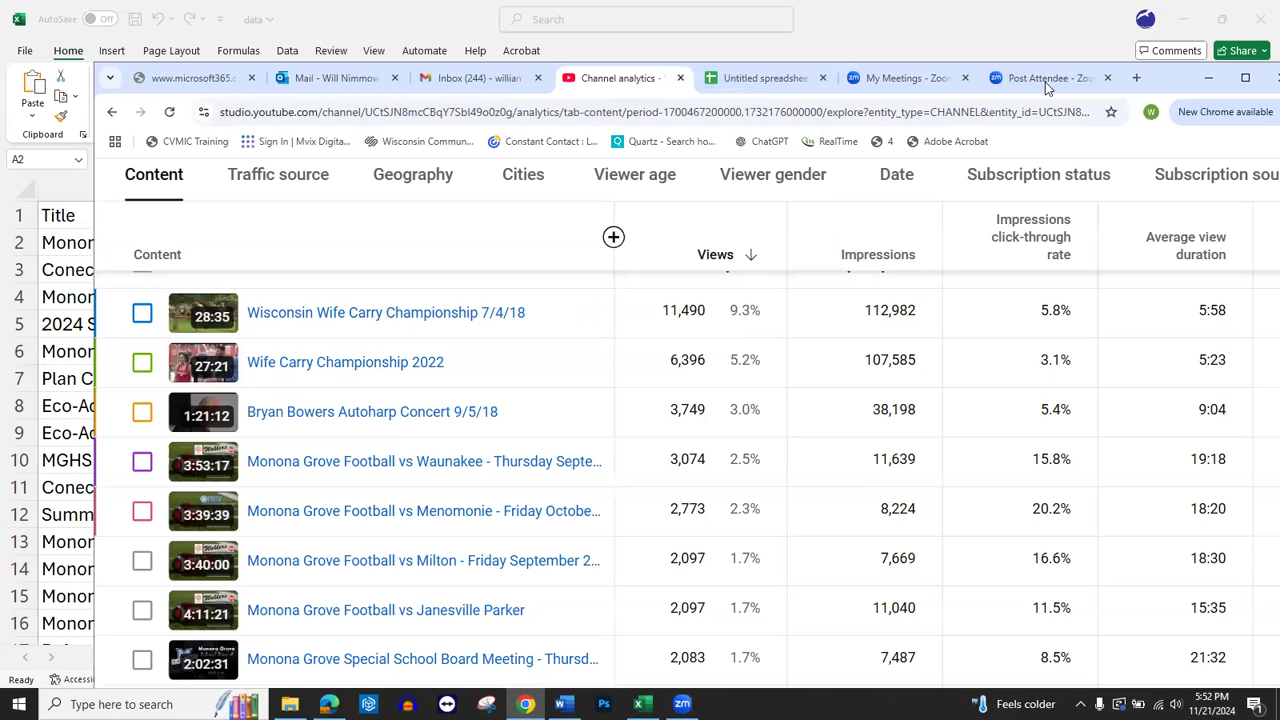 AutoSave Off data Search
File Home Insert Page Layout Formulas Data Review View Automate Help Acrobat Comments Share
Paste
Clipboard
A2
www.microsoft365.c Mail - Will Nimmow Inbox (244) - william Channel analytics - Untitled spreadshee My Meetings - Zoo Post Attendee - Zo
studio.youtube.com/channel/UCtSJN8mcCBqY7SbI49o0z0g/analytics/tab-content/period-1700467200000,1732176000000/explore?entity_type=CHANNEL&entity_id=UCtSJN8... W New Chrome available
CVMIC Training Sign In | Mvix Digita... Wisconsin Commun... Constant Contact : L... Quartz - Search ho... ChatGPT RealTime 4 Adobe Acrobat
Content Traffic source Geography Cities Viewer age Viewer gender Date Subscription status Subscription sou
Content Views Impressions Impressions click-through rate Average view duration
28:35 Wisconsin Wife Carry Championship 7/4/18 11,490 9.3% 112,982 5.8% 5:58
27:21 Wife Carry Championship 2022 6,396 5.2% 107,585 3.1% 5:23
1:21:12 Bryan Bowers Autoharp Concert 9/5/18 3,749 3.0% 38,198 5.4% 9:04
3:53:17 Monona Grove Football vs Waunakee - Thursday Septe... 3,074 2.5% 11,639 15.8% 19:18
3:39:39 Monona Grove Football vs Menomonie - Friday Octobe... 2,773 2.3% 8,224 20.2% 18:20
3:40:00 Monona Grove Football vs Milton - Friday September 2... 2,097 1.7% 7,669 16.6% 18:30
4:11:21 Monona Grove Football vs Janesville Parker 2,097 1.7% 11,040 11.5% 15:35
2:02:31 Monona Grove Special School Board Meeting - Thursd... 2,083 1.7% 7,487 8.5% 21:32
1 Title
2 Monon
3 Conec
4 Monon
5 2024 S
6 Monon
7 Plan C
8 Eco-Ac
9 Eco-Ac
10 MGHS
11 Conec
12 Summ
13 Monon
14 Monon
15 Monon
16 Monon
Ready Accessi
Type here to search Feels colder 5:52 PM
11/21/2024